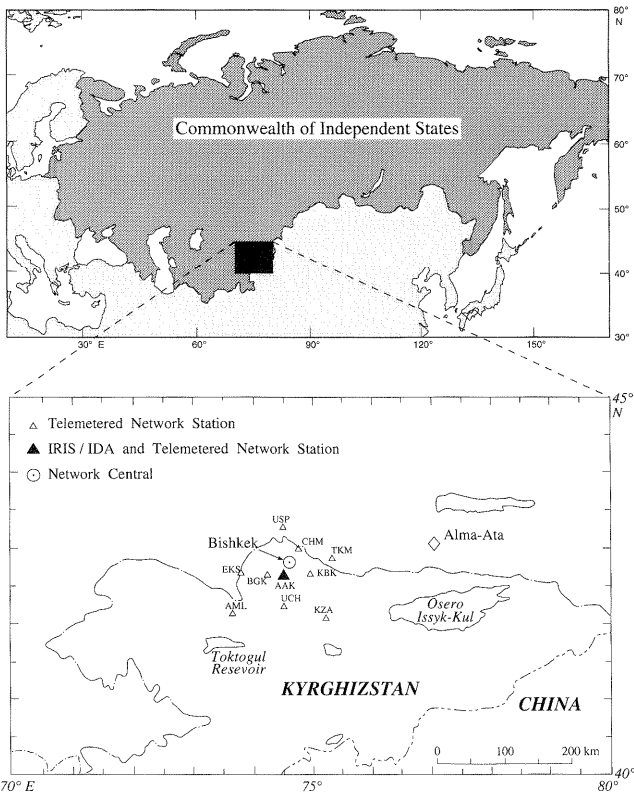 80°
N
70°
Commonwealth of Independent States
60°
50°
40°
30°
30° E
60°
90°
120°
150°
45°
N
Telemetered Network Station
IRIS / IDA and Telemetered Network Station
Network Central
USP
CHM
Bishkek
TKM
Alma-Ata
EKS
BGK
KBK
AAK
UCH
AML
KZA
Osero
Issyk-Kul
Toktogul
Resevoir
KYRGHIZSTAN
CHINA
0 100 200 km
40°
70° E
75°
80°